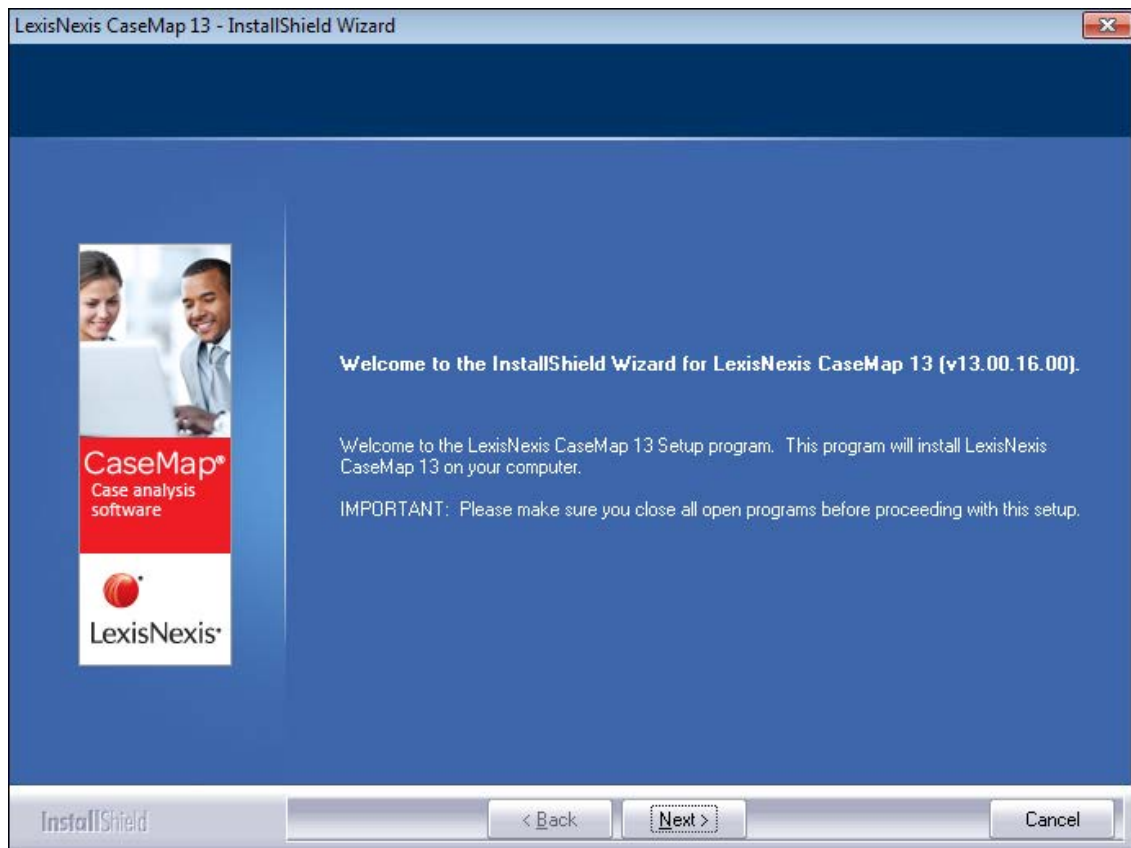 LexisNexis CaseMap 13 - InstallShield Wizard
Welcome to the InstallShield Wizard for LexisNexis CaseMap 13 (v13.00.16.00).
Welcome to the LexisNexis CaseMap 13 Setup program.  This program will install LexisNexis
CaseMap 13 on your computer.
IMPORTANT:  Please make sure you close all open programs before proceeding with this setup.
CaseMap®
Case analysis
software
LexisNexis®
InstallShield
< Back
Next >
Cancel